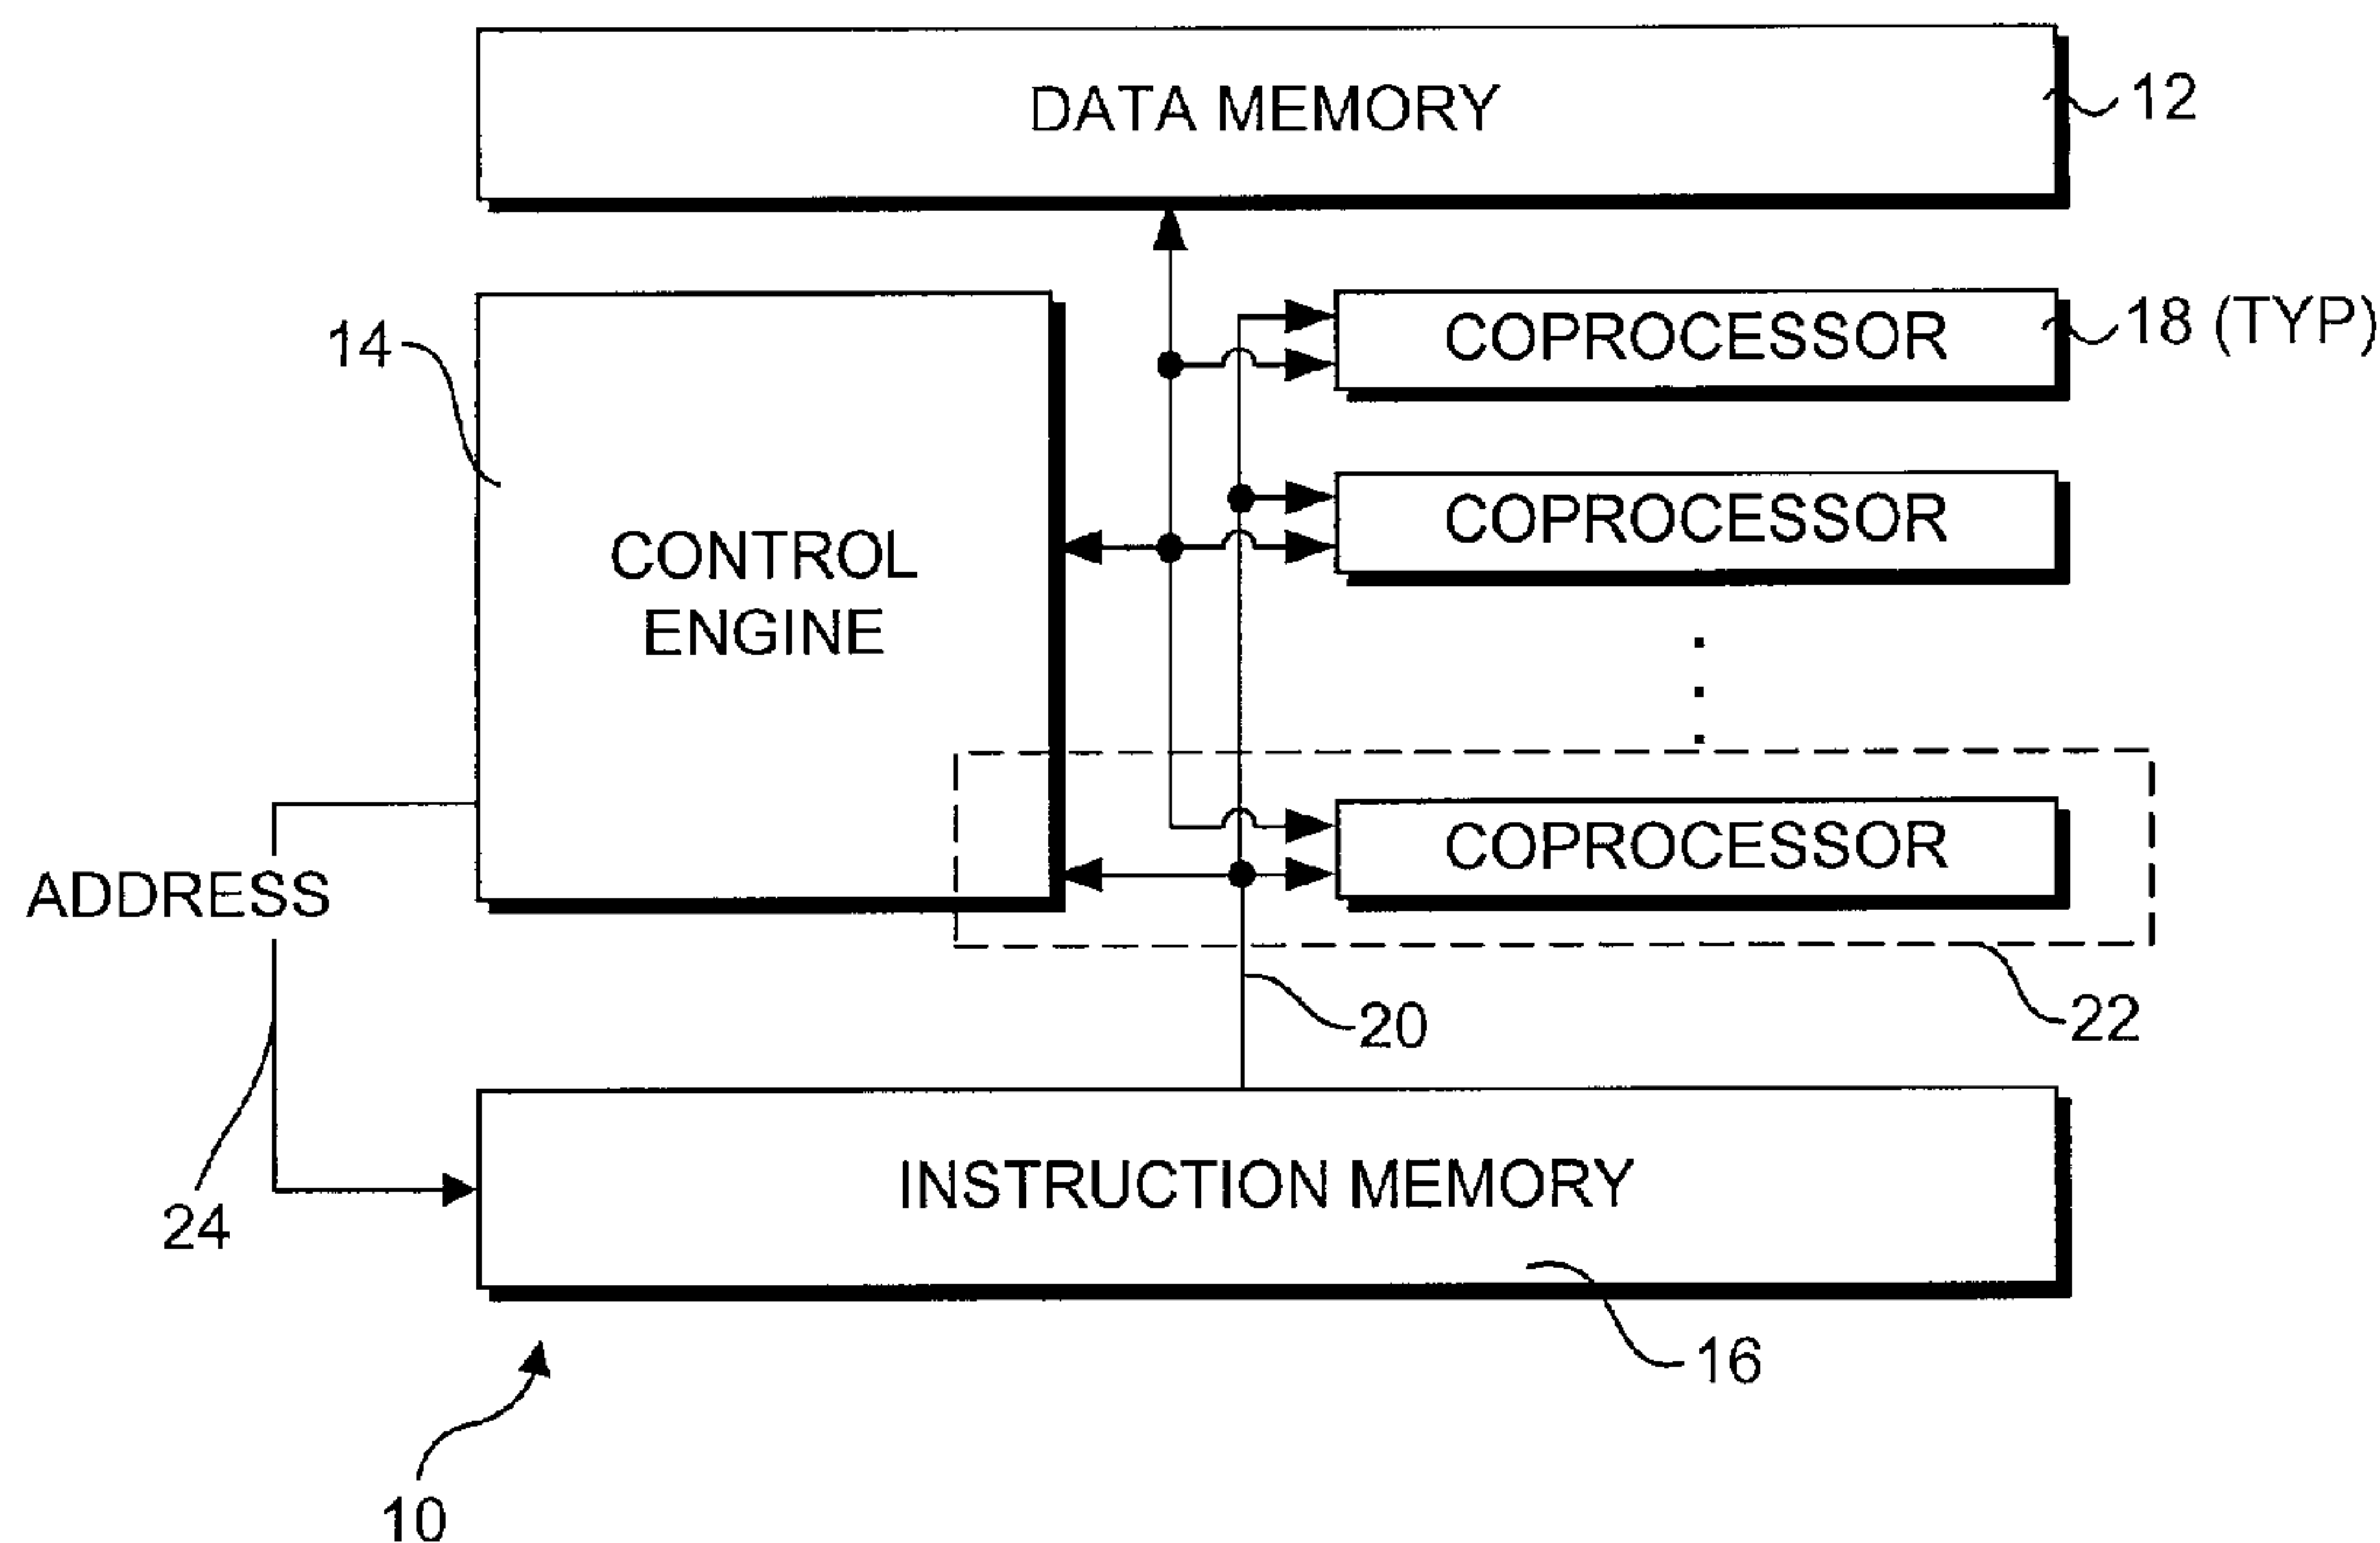 DATA MEMORY
12
14
COPROCESSOR
18 (TYP)
COPROCESSOR
CONTROL
ENGINE
COPROCESSOR
ADDRESS
20
22
INSTRUCTION MEMORY
24
16
10